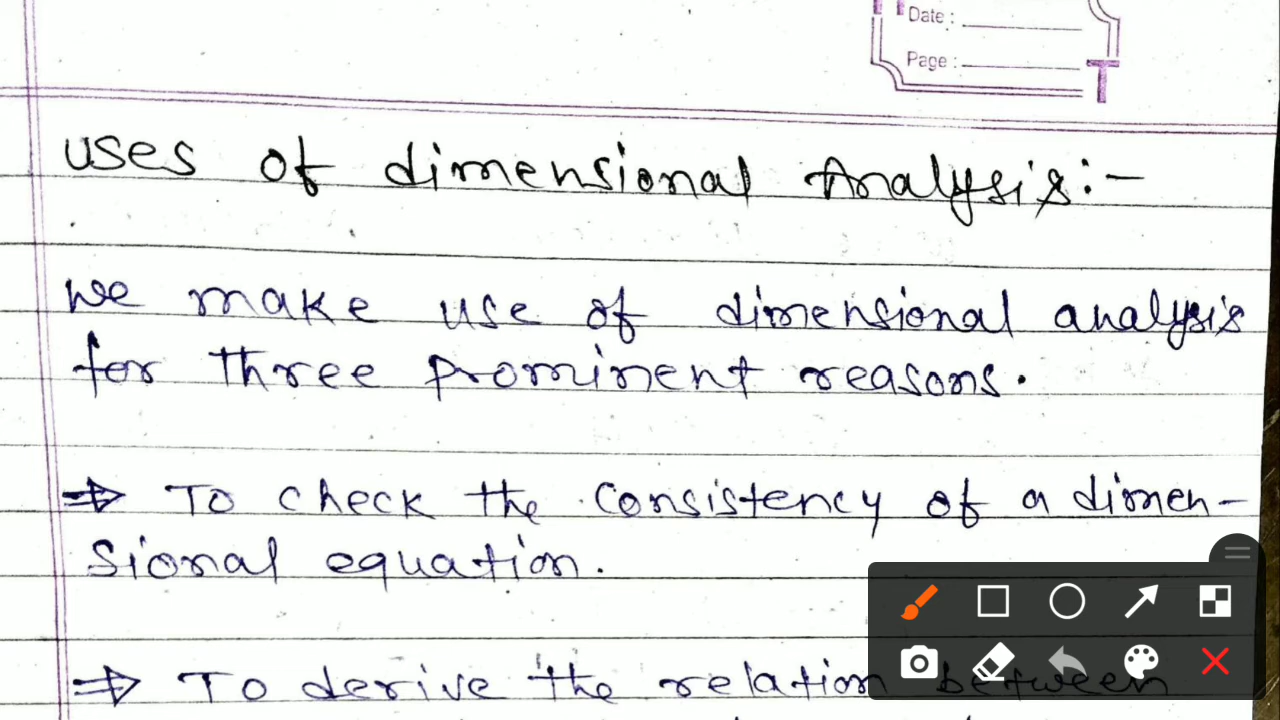 Date :
Page :
T
uses of dimensional Analysis:-
we make use of dimensional analysis
for three prominent reasons.
⇒ To check the consistency of a dimen-
sional equation.
⇒ To derive the relation between